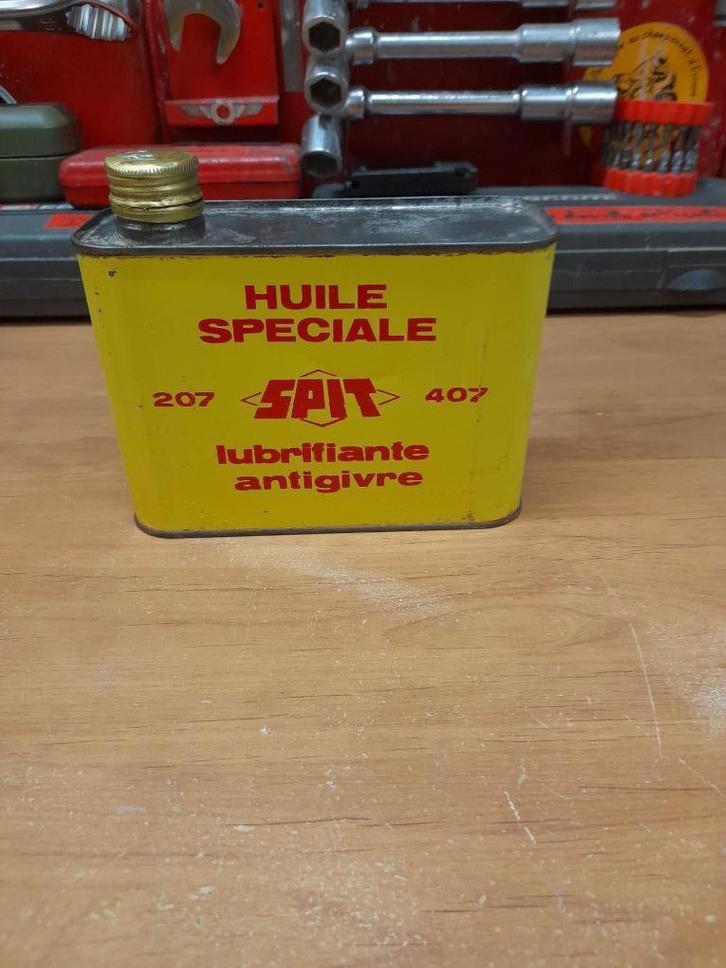 HUILE
SPECIALE
207 SPIT 407
lubrifiante
antigivre